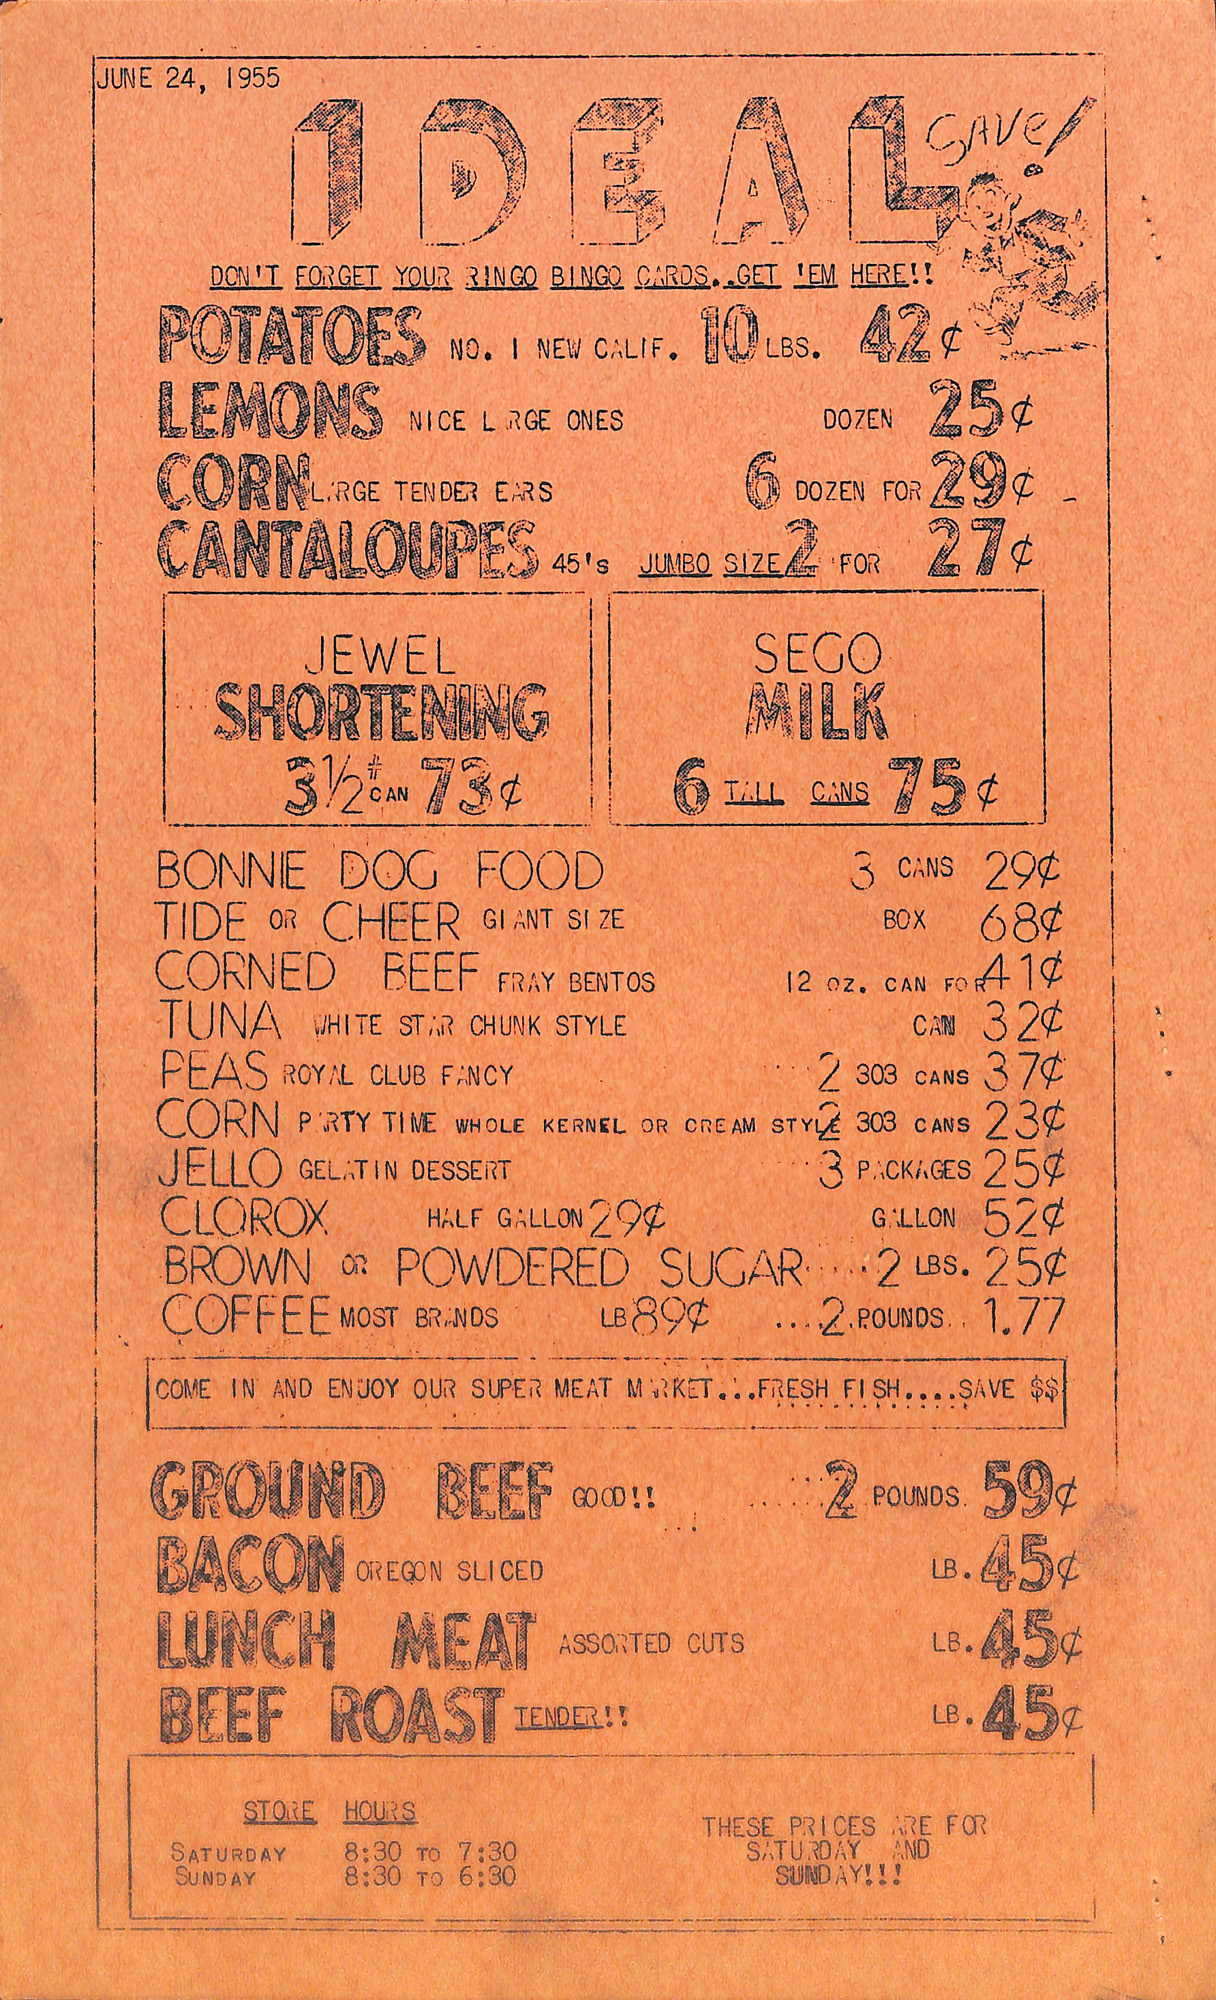 JUNE 24, 1955
IDEAL
SAVE!
DON'T FORGET YOUR RINGO BINGO CARDS..GET 'EM HERE!!
POTATOES NO. 1 NEW CALIF. 10 LBS. 42¢
LEMONS NICE LARGE ONES DOZEN 25¢
CORN LARGE TENDER EARS 6 DOZEN FOR 29¢
CANTALOUPES 45's JUMBO SIZE 2 FOR 27¢
JEWEL
SHORTENING
3½# CAN 73¢
SEGO
MILK
6 TALL CANS 75¢
BONNIE DOG FOOD 3 CANS 29¢
TIDE OR CHEER GIANT SIZE BOX 68¢
CORNED BEEF FRAY BENTOS 12 OZ. CAN FOR 41¢
TUNA WHITE STAR CHUNK STYLE CAN 32¢
PEAS ROYAL CLUB FANCY 2 303 CANS 37¢
CORN PARTY TIME WHOLE KERNEL OR CREAM STYLE 2 303 CANS 23¢
JELLO GELATIN DESSERT 3 PACKAGES 25¢
CLOROX HALF GALLON 29¢ GALLON 52¢
BROWN OR POWDERED SUGAR.....2 LBS. 25¢
COFFEE MOST BRANDS LB 89¢ ....2.POUNDS.. 1.77
COME IN AND ENJOY OUR SUPER MEAT MARKET...FRESH FISH....SAVE $$
GROUND BEEF GOOD!! ......2 POUNDS. 59¢
BACON OREGON SLICED LB. 45¢
LUNCH MEAT ASSORTED CUTS LB. 45¢
BEEF ROAST TENDER!! LB. 45¢
STORE HOURS
SATURDAY 8:30 TO 7:30
SUNDAY 8:30 TO 6:30
THESE PRICES ARE FOR
SATURDAY AND
SUNDAY!!!